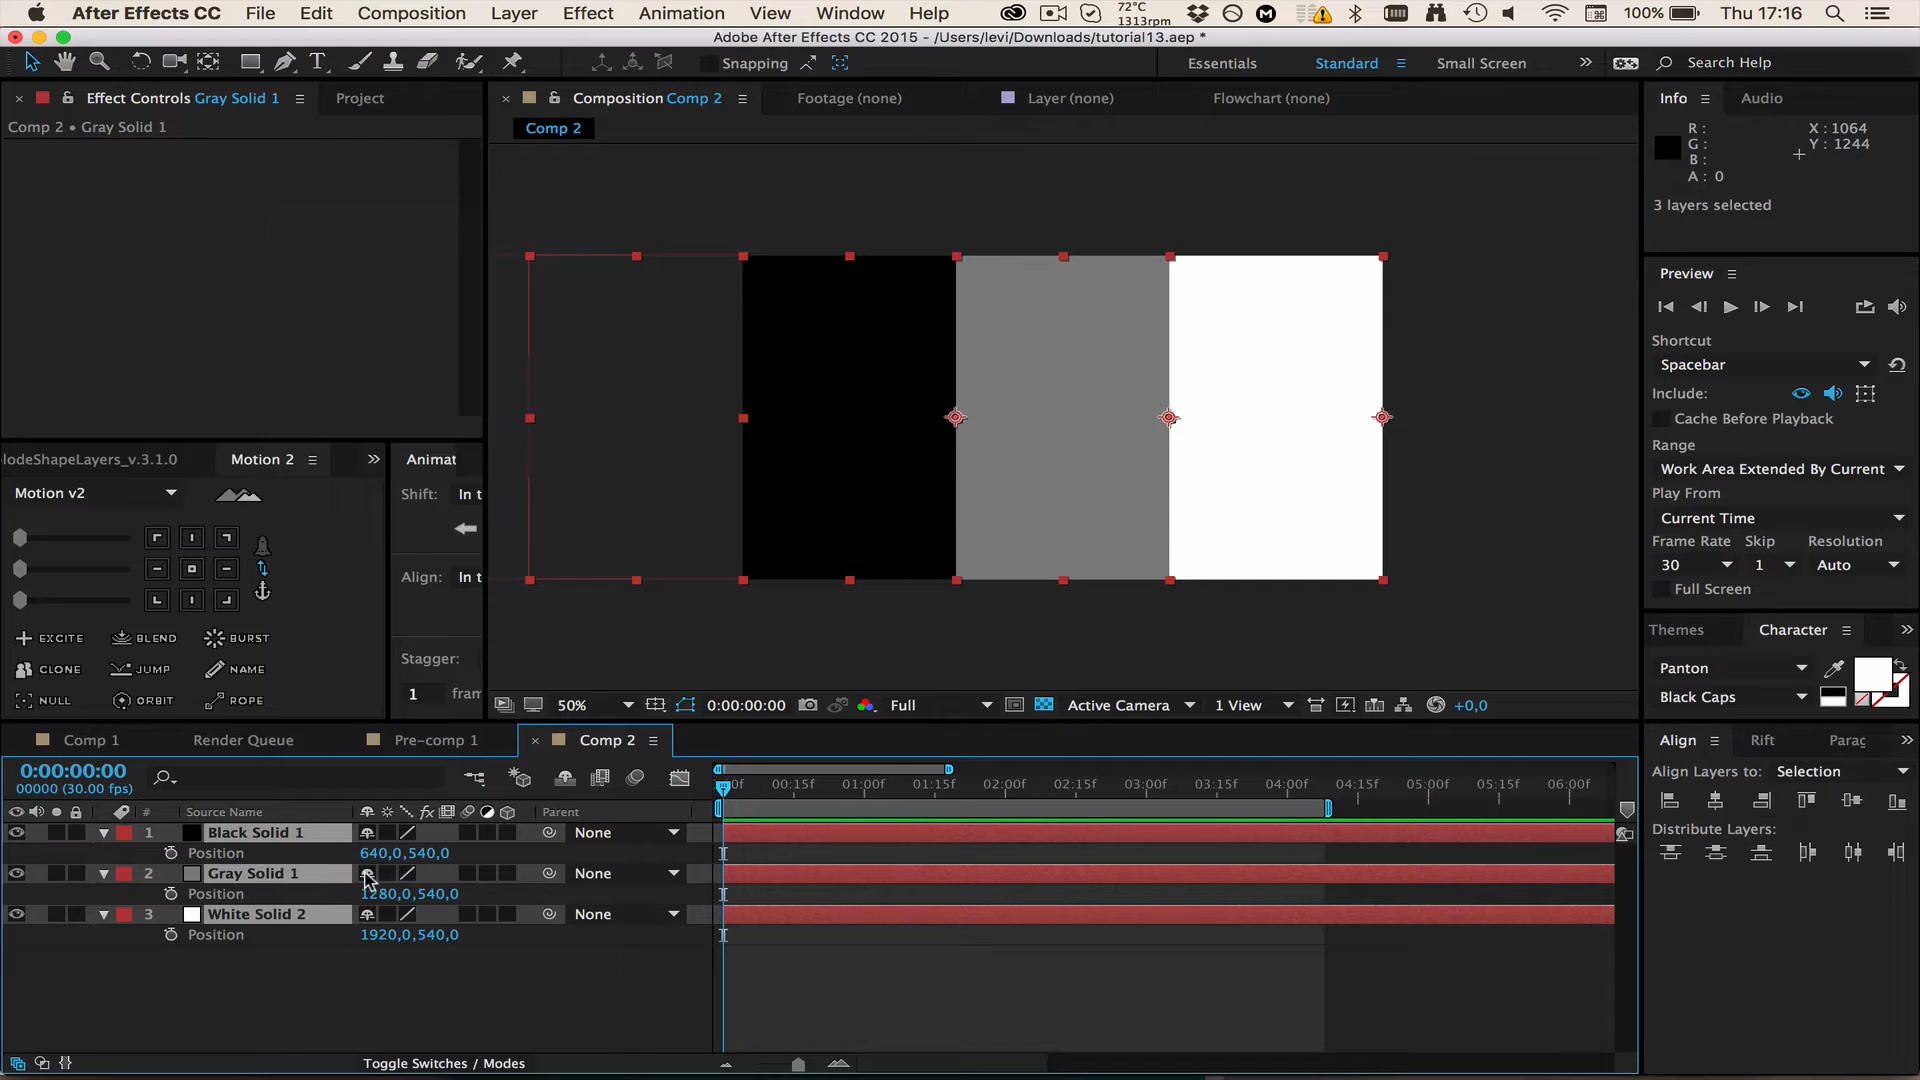 After Effects CC File Edit Composition Layer Effect Animation View Window Help 72°C 1313rpm 100% Thu 17:16
Adobe After Effects CC 2015 - /Users/levi/Downloads/tutorial13.aep *
Snapping Essentials Standard Small Screen Search Help
Effect Controls Gray Solid 1 Project
Comp 2 • Gray Solid 1
Composition Comp 2 Footage (none) Layer (none) Flowchart (none)
Comp 2
Info Audio
R: X: 1064
G: Y: 1244
B:
A: 0
3 layers selected
Preview
Shortcut
Spacebar
Include:
Cache Before Playback
Range
Work Area Extended By Current
Play From
Current Time
Frame Rate Skip Resolution
30 1 Auto
Full Screen
lodeShapeLayers_v.3.1.0 Motion 2
Motion v2
EXCITE BLEND BURST
CLONE JUMP NAME
NULL ORBIT ROPE
Animat
Shift: In t
Align: In t
Stagger:
1 fram
50% 0:00:00:00 Full Active Camera 1 View +0,0
Themes Character
Panton
Black Caps
Align Rift Parag
Align Layers to: Selection
Distribute Layers:
Comp 1 Render Queue Pre-comp 1 Comp 2
0:00:00:00
00000 (30.00 fps)
00f 00:15f 01:00f 01:15f 02:00f 02:15f 03:00f 03:15f 04:00f 04:15f 05:00f 05:15f 06:00f
# Source Name fx Parent
1 Black Solid 1 None
Position 640,0,540,0
2 Gray Solid 1 None
Position 1280,0,540,0
3 White Solid 2 None
Position 1920,0,540,0
Toggle Switches / Modes